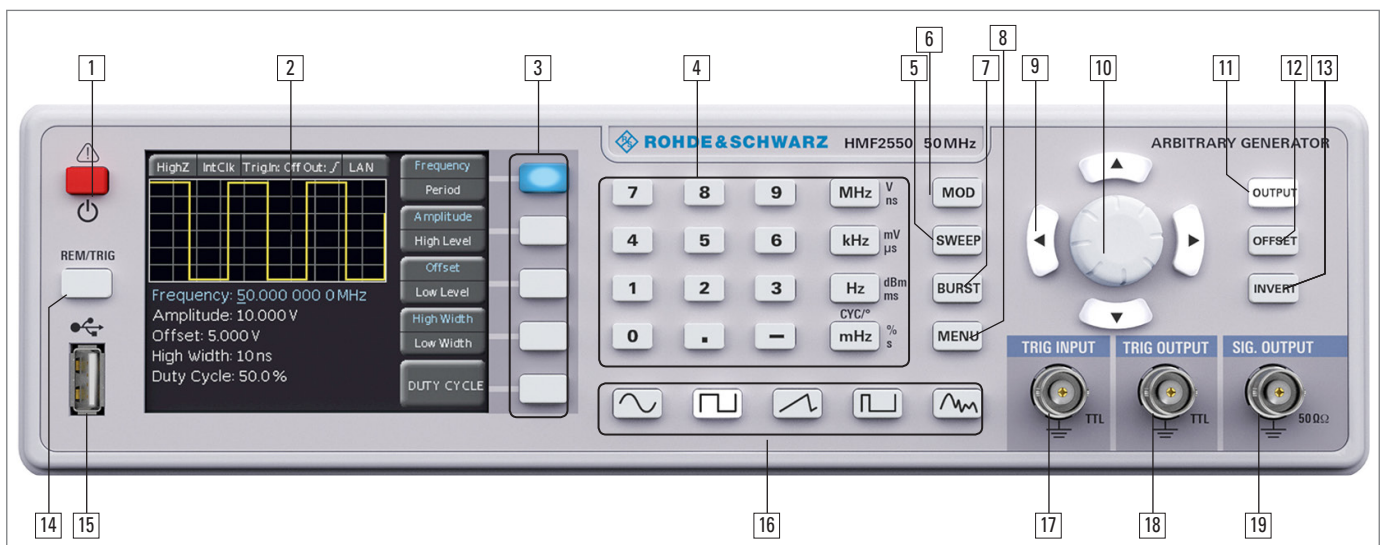 1
2
3
4
5
6
7
8
9
10
11
12
13
ROHDE & SCHWARZ HMF2550 50 MHz
ARBITRARY GENERATOR
HighZ IntClk Trig.In: Off Out: LAN
Frequency
Period
Amplitude
High Level
Offset
Low Level
High Width
Low Width
DUTY CYCLE
Frequency: 50.000 000 0 MHz
Amplitude: 10.000 V
Offset: 5.000 V
High Width: 10 ns
Duty Cycle: 50.0 %
REM/TRIG
7 8 9 MHz V ns
4 5 6 kHz mV µs
1 2 3 Hz dBm ms
CYC/°
0 . – mHz % s
MOD
SWEEP
BURST
MENU
OUTPUT
OFFSET
INVERT
TRIG INPUT
TTL
TRIG OUTPUT
TTL
SIG. OUTPUT
50ΩΩ
14
15
16
17
18
19